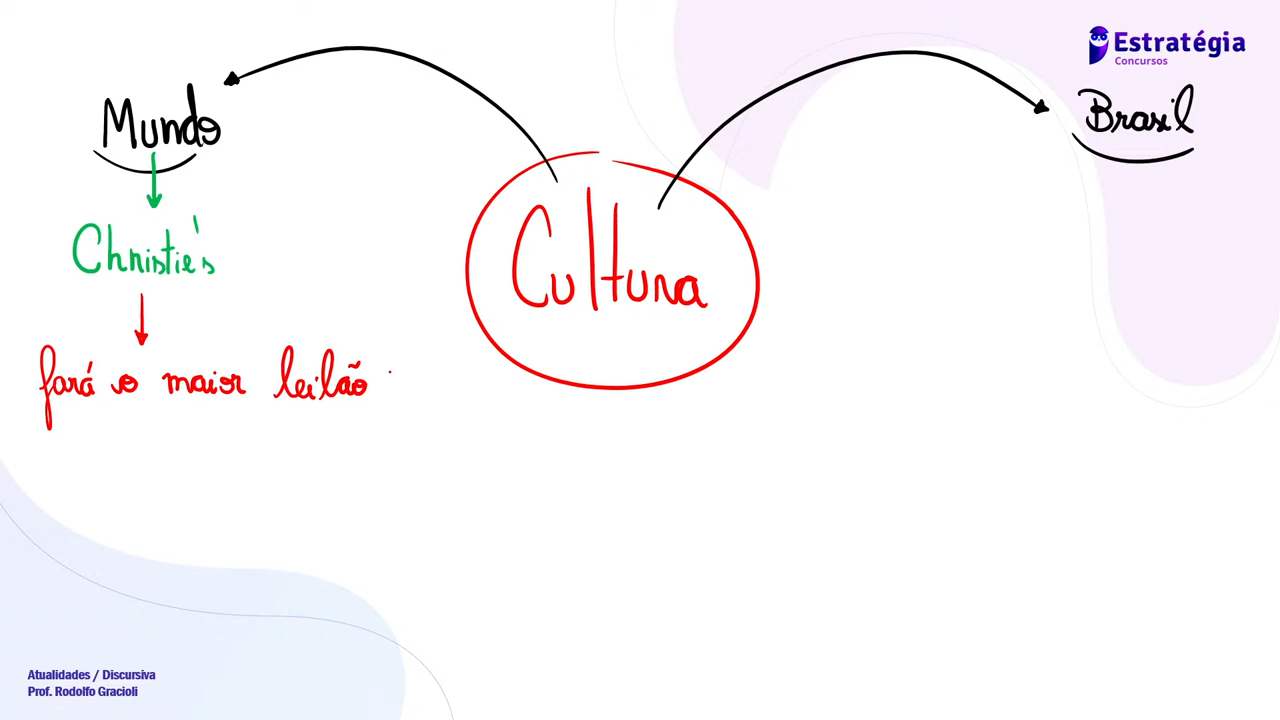 Estratégia
Concursos
Mundo
Brasil
Cultura
Christie's
fará o maior leilão
Atualidades / Discursiva
Prof. Rodolfo Gracioli